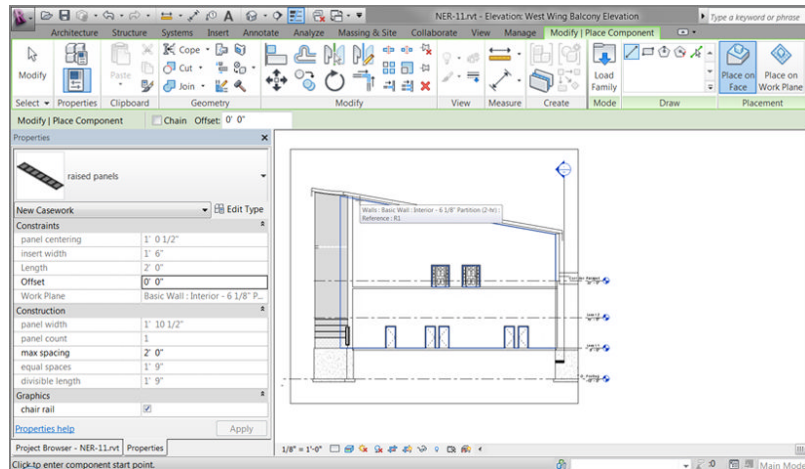 NER-11.rvt - Elevation: West Wing Balcony Elevation
Type a keyword or phrase
Architecture Structure Systems Insert Annotate Analyze Massing & Site Collaborate View Manage Modify | Place Component
Modify
Paste
Cope
Cut
Join
Load Family
Place on Face
Place on Work Plane
Select Properties Clipboard Geometry Modify View Measure Create Mode Draw Placement
Modify | Place Component Chain Offset: 0' 0"
Properties
raised panels
New Casework Edit Type
Constraints
panel centering 1' 0 1/2"
insert width 1' 6"
Length 2' 0"
Offset 0' 0"
Work Plane Basic Wall : Interior - 6 1/8" P...
Construction
panel width 1' 10 1/2"
panel count 1
max spacing 2' 0"
equal spaces 1' 9"
divisible length 1' 9"
Graphics
chair rail
Properties help Apply
Project Browser - NER-11.rvt Properties
Walls : Basic Wall : Interior - 6 1/8" Partition (2-hr) :
Reference : R1
1/8" = 1'-0"
Click to enter component start point.
:0 Main Mode